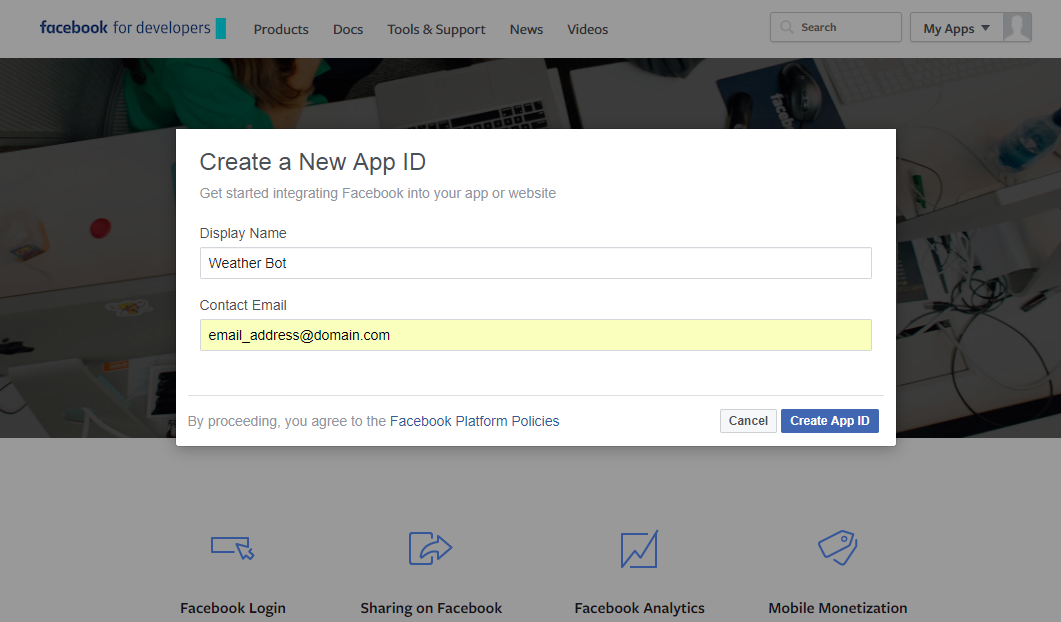 facebook for developers Products Docs Tools & Support News Videos Search My Apps
Create a New App ID
Get started integrating Facebook into your app or website
Display Name
Weather Bot
Contact Email
email_address@domain.com
By proceeding, you agree to the Facebook Platform Policies Cancel Create App ID
Facebook Login Sharing on Facebook Facebook Analytics Mobile Monetization